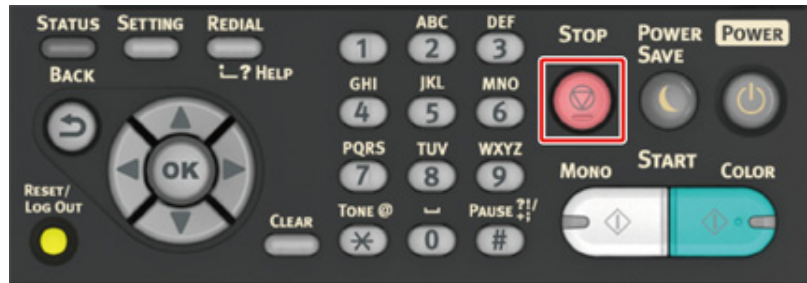 STATUS SETTING REDIAL
ABC DEF
STOP POWER SAVE POWER
1 2 3
BACK ? HELP
GHI JKL MNO
4 5 6
OK
PQRS TUV WXYZ
7 8 9
MONO START COLOR
RESET/
LOG OUT
CLEAR
TONE @ ␣ PAUSE ?!/+:
* 0 #